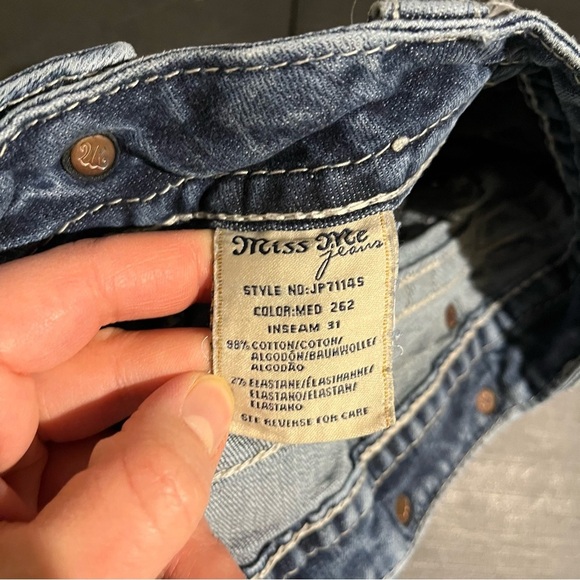 Miss Me
jeans
STYLE NO:JP7114S
COLOR:MED 262
INSEAM 31
98% COTTON/COTON/
ALGODÓN/BAUMWOLLE/
ALGODÃO
2% ELASTANE/ÉLASTHANNE/
ELASTANO/ELASTAN/
ELASTANO
SEE REVERSE FOR CARE